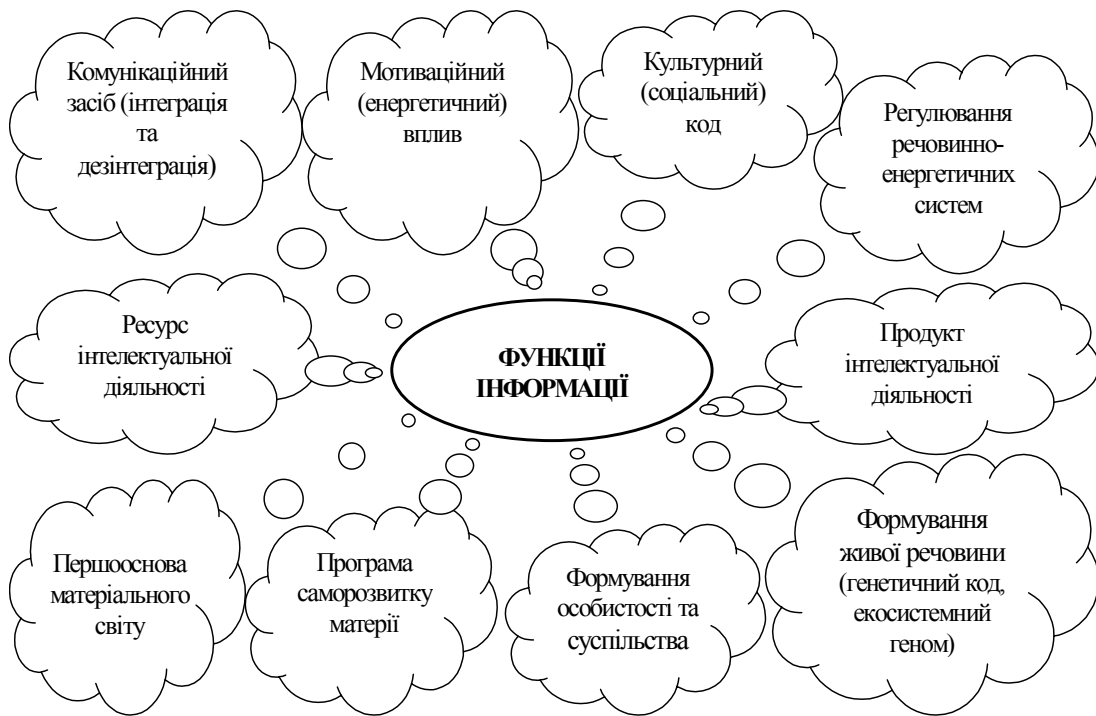 Комунікаційний
засіб (інтеграція
та
дезінтеграція)
Мотиваційний
(енергетичний)
вплив
Культурний
(соціальний)
код
Регулювання
речовинно-
енергетичних
систем
Ресурс
інтелектуальної
діяльності
ФУНКЦІЇ
ІНФОРМАЦІЇ
Продукт
інтелектуальної
діяльності
Першооснова
матеріального
світу
Програма
саморозвитку
матерії
Формування
особистості та
суспільства
Формування
живої речовини
(генетичний код,
екосистемний
геном)